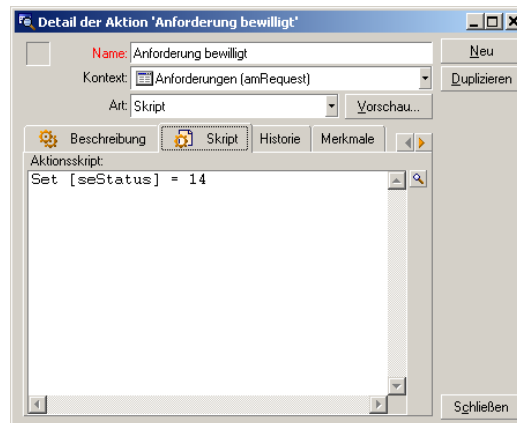 Detail der Aktion 'Anforderung bewilligt'
Name: Anforderung bewilligt
Neu
Kontext: Anforderungen (amRequest)
Duplizieren
Art: Skript
Vorschau...
Beschreibung Skript Historie Merkmale
Aktionsskript:
Set [seStatus] = 14
Schließen